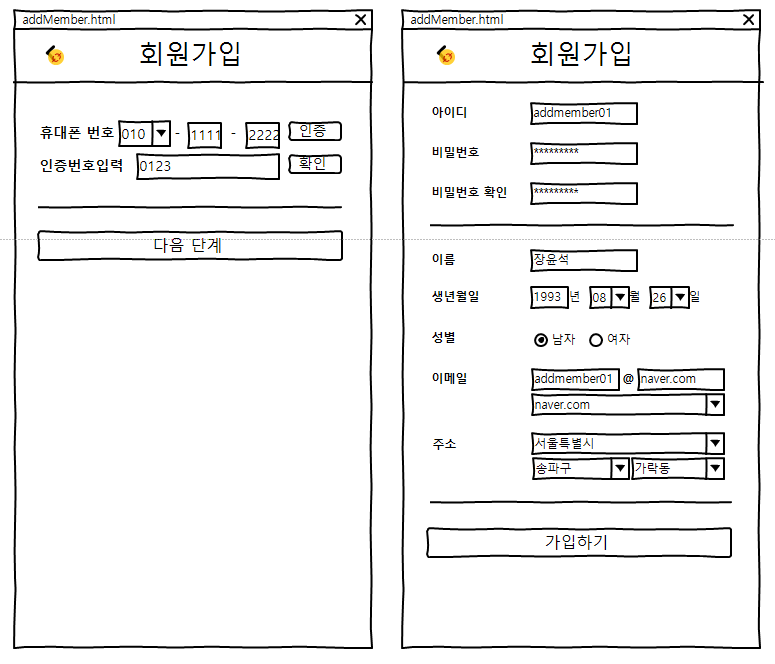 addMember.html
회원가입
휴대폰 번호 010 - 1111 - 2222 인증
인증번호입력 0123 확인
다음 단계
addMember.html
회원가입
아이디 addmember01
비밀번호 *********
비밀번호 확인 *********
이름 장윤석
생년월일 1993 년 08 월 26 일
성별 남자 여자
이메일 addmember01 @ naver.com
naver.com
주소 서울특별시
송파구 가락동
가입하기